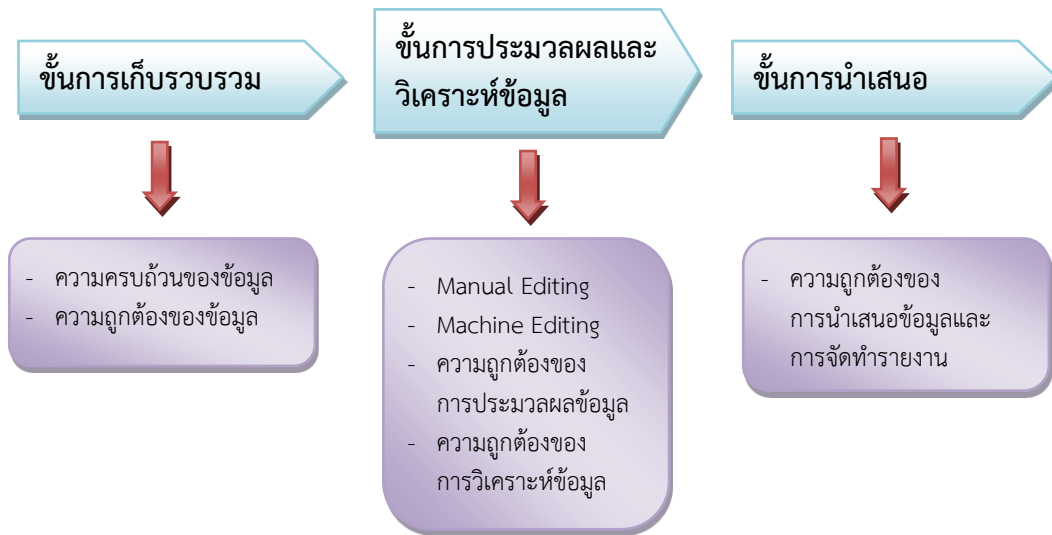 ขั้นการเก็บรวบรวม
- ความครบถ้วนของข้อมูล
- ความถูกต้องของข้อมูล
ขั้นการประมวลผลและ
วิเคราะห์ข้อมูล
- Manual Editing
- Machine Editing
- ความถูกต้องของ
การประมวลผลข้อมูล
- ความถูกต้องของ
การวิเคราะห์ข้อมูล
ขั้นการนำเสนอ
- ความถูกต้องของ
การนำเสนอข้อมูลและ
การจัดทำรายงาน